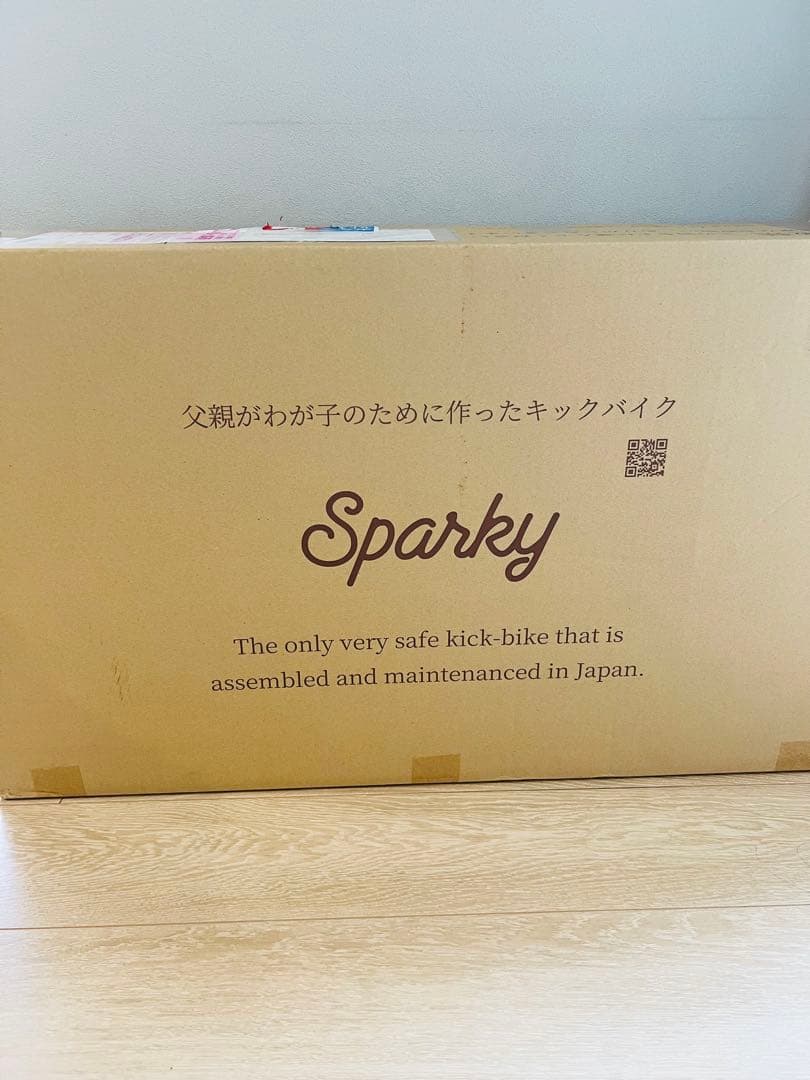 父親がわが子のために作ったキックバイク
Sparky
The only very safe kick-bike that is
assembled and maintenanced in Japan.